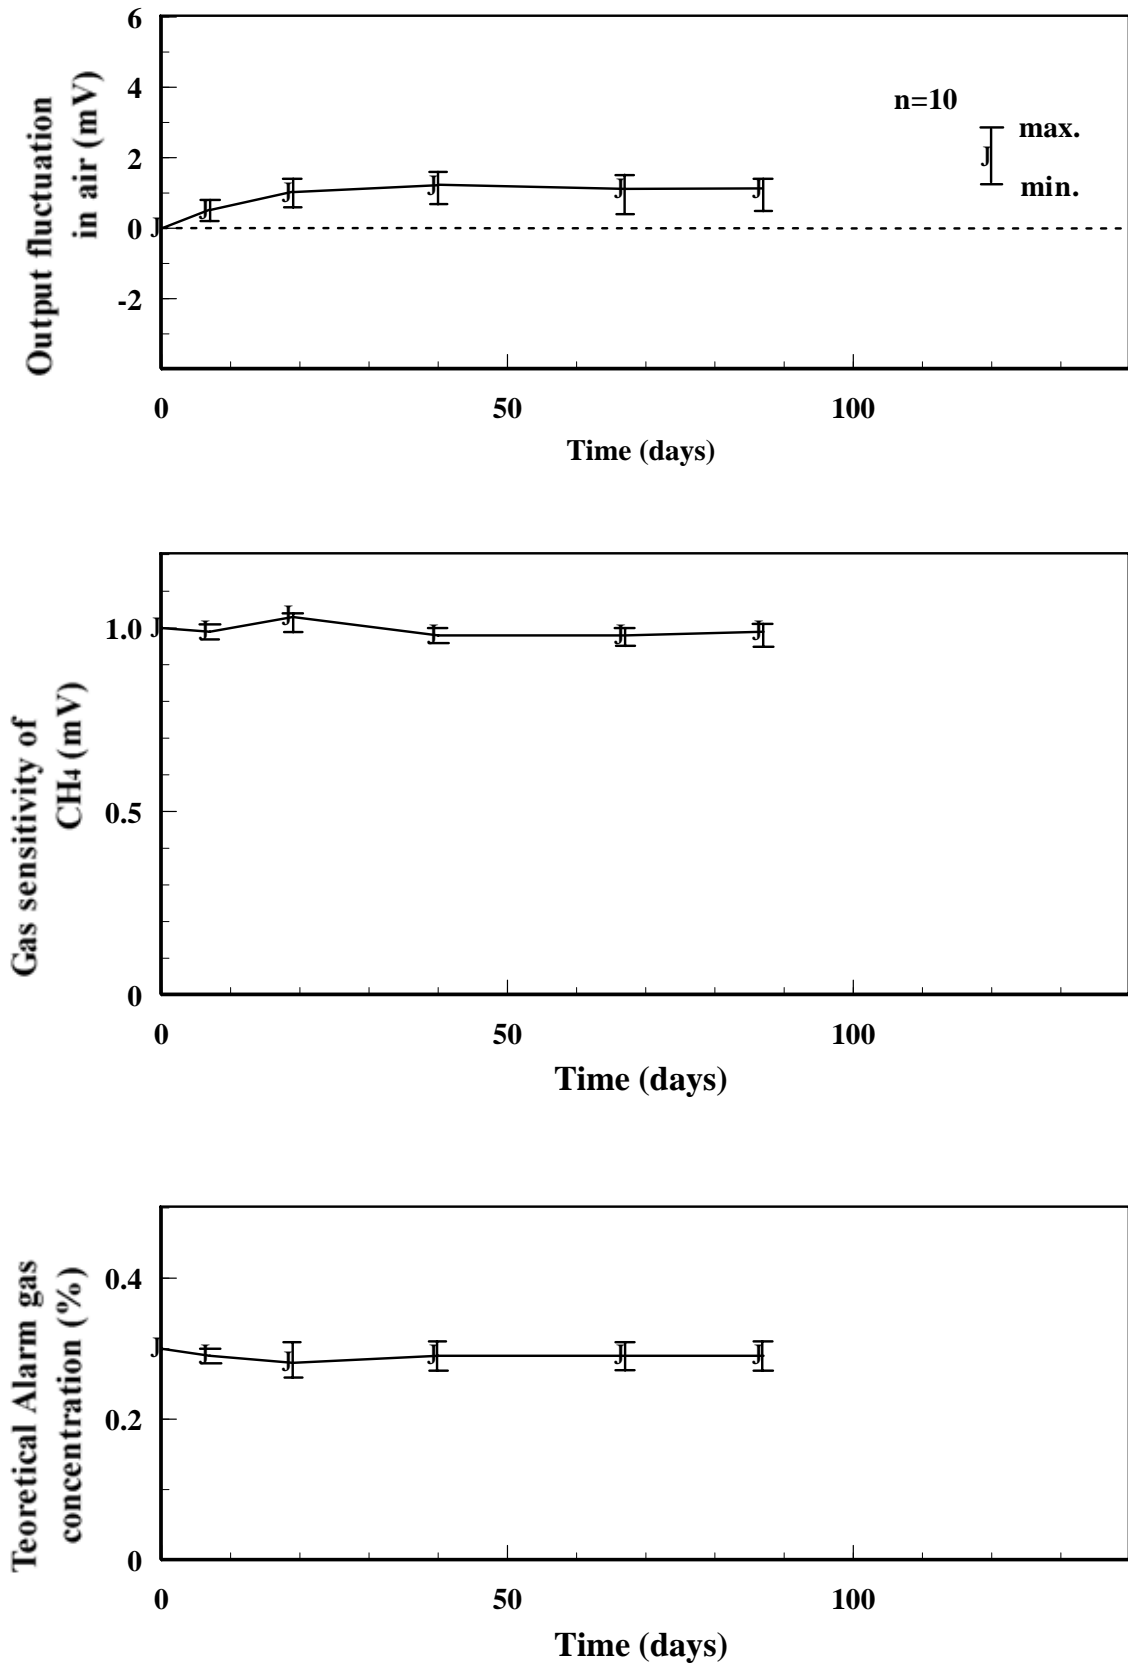 Output fluctuation
in air (mV)
6
4
2
0
-2
n=10
J
max.
min.
J
J
J
J
J
J
0
50
100
Time (days)
Gas sensitivity of
CH4 (mV)
1.0
0.5
0
J
J
J
J
J
J
0
50
100
Time (days)
Teoretical Alarm gas
concentration (%)
0.4
0.2
0
J
J
J
J
J
J
0
50
100
Time (days)